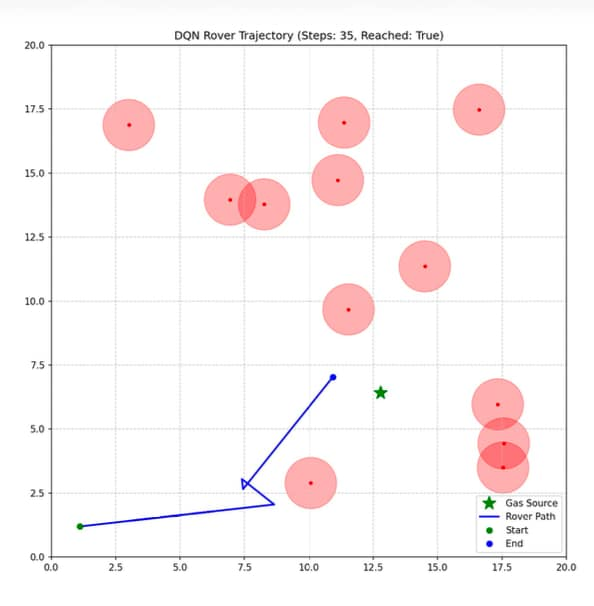 DQN Rover Trajectory (Steps: 35, Reached: True)
20.0
17.5
15.0
12.5
10.0
7.5
5.0
2.5
0.0
0.0 2.5 5.0 7.5 10.0 12.5 15.0 17.5 20.0
Gas Source
Rover Path
Start
End